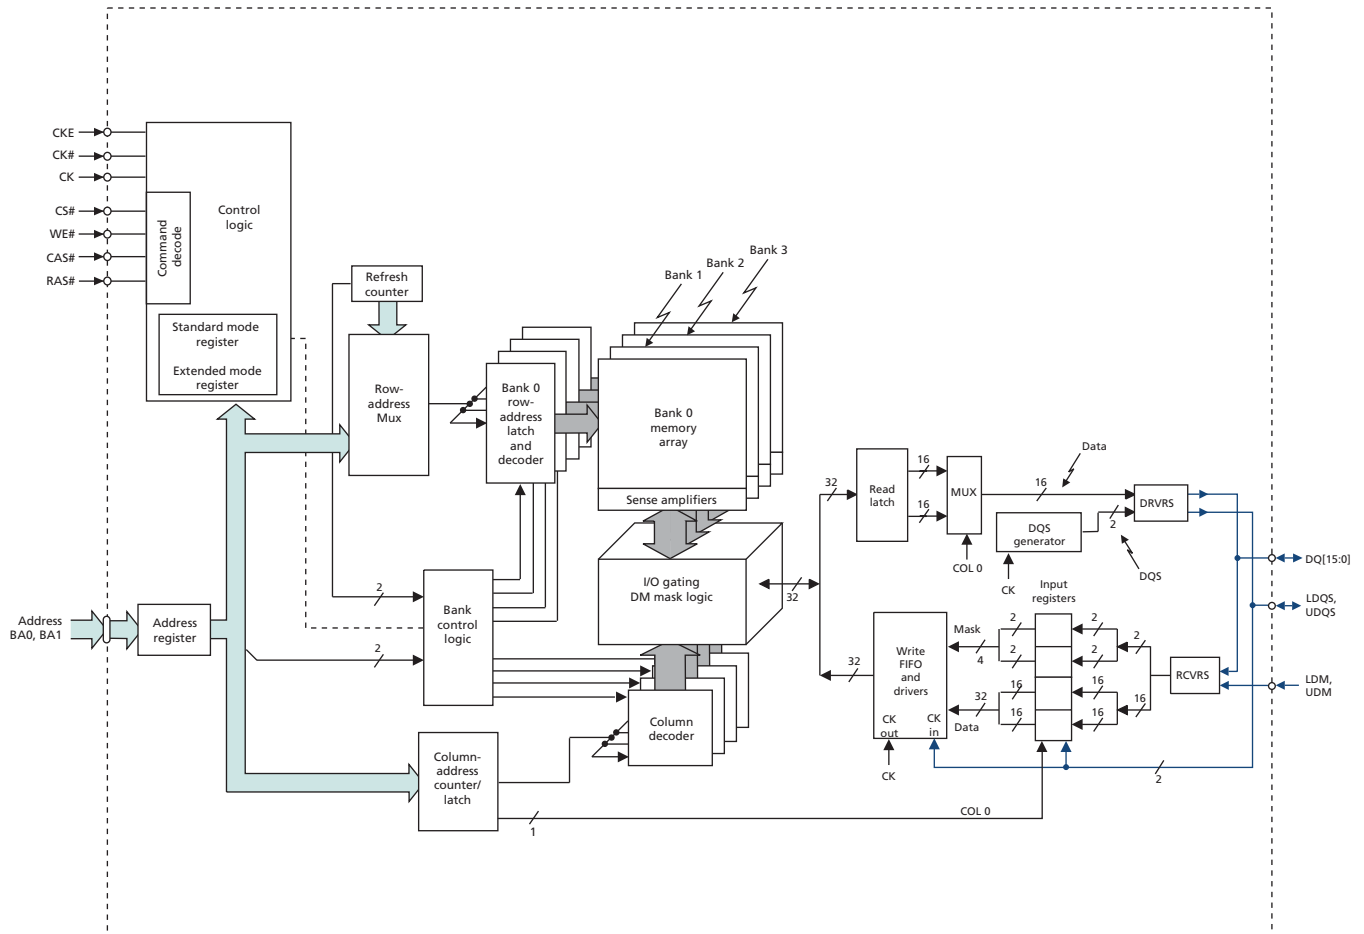 CKE
CK#
CK
CS#
WE#
CAS#
RAS#
Control
logic
Command
decode
Standard mode
register
Extended mode
register
Refresh
counter
Row-
address
Mux
Bank 0
row-
address
latch
and
decoder
Bank 1
Bank 2
Bank 3
Bank 0
memory
array
Sense amplifiers
I/O gating
DM mask logic
32
32
Read
latch
16
16
MUX
COL 0
16
Data
DQS
generator
CK
2
DQS
DRVRS
DQ[15:0]
LDQS,
UDQS
LDM,
UDM
RCVRS
Input
registers
2
2
2
2
2
16
16
16
16
16
Mask
4
32
Data
Write
FIFO
and
drivers
CK
out
CK
in
CK
32
2
COL 0
1
Address
BA0, BA1
Address
register
2
2
Bank
control
logic
Column
decoder
Column-
address
counter/
latch